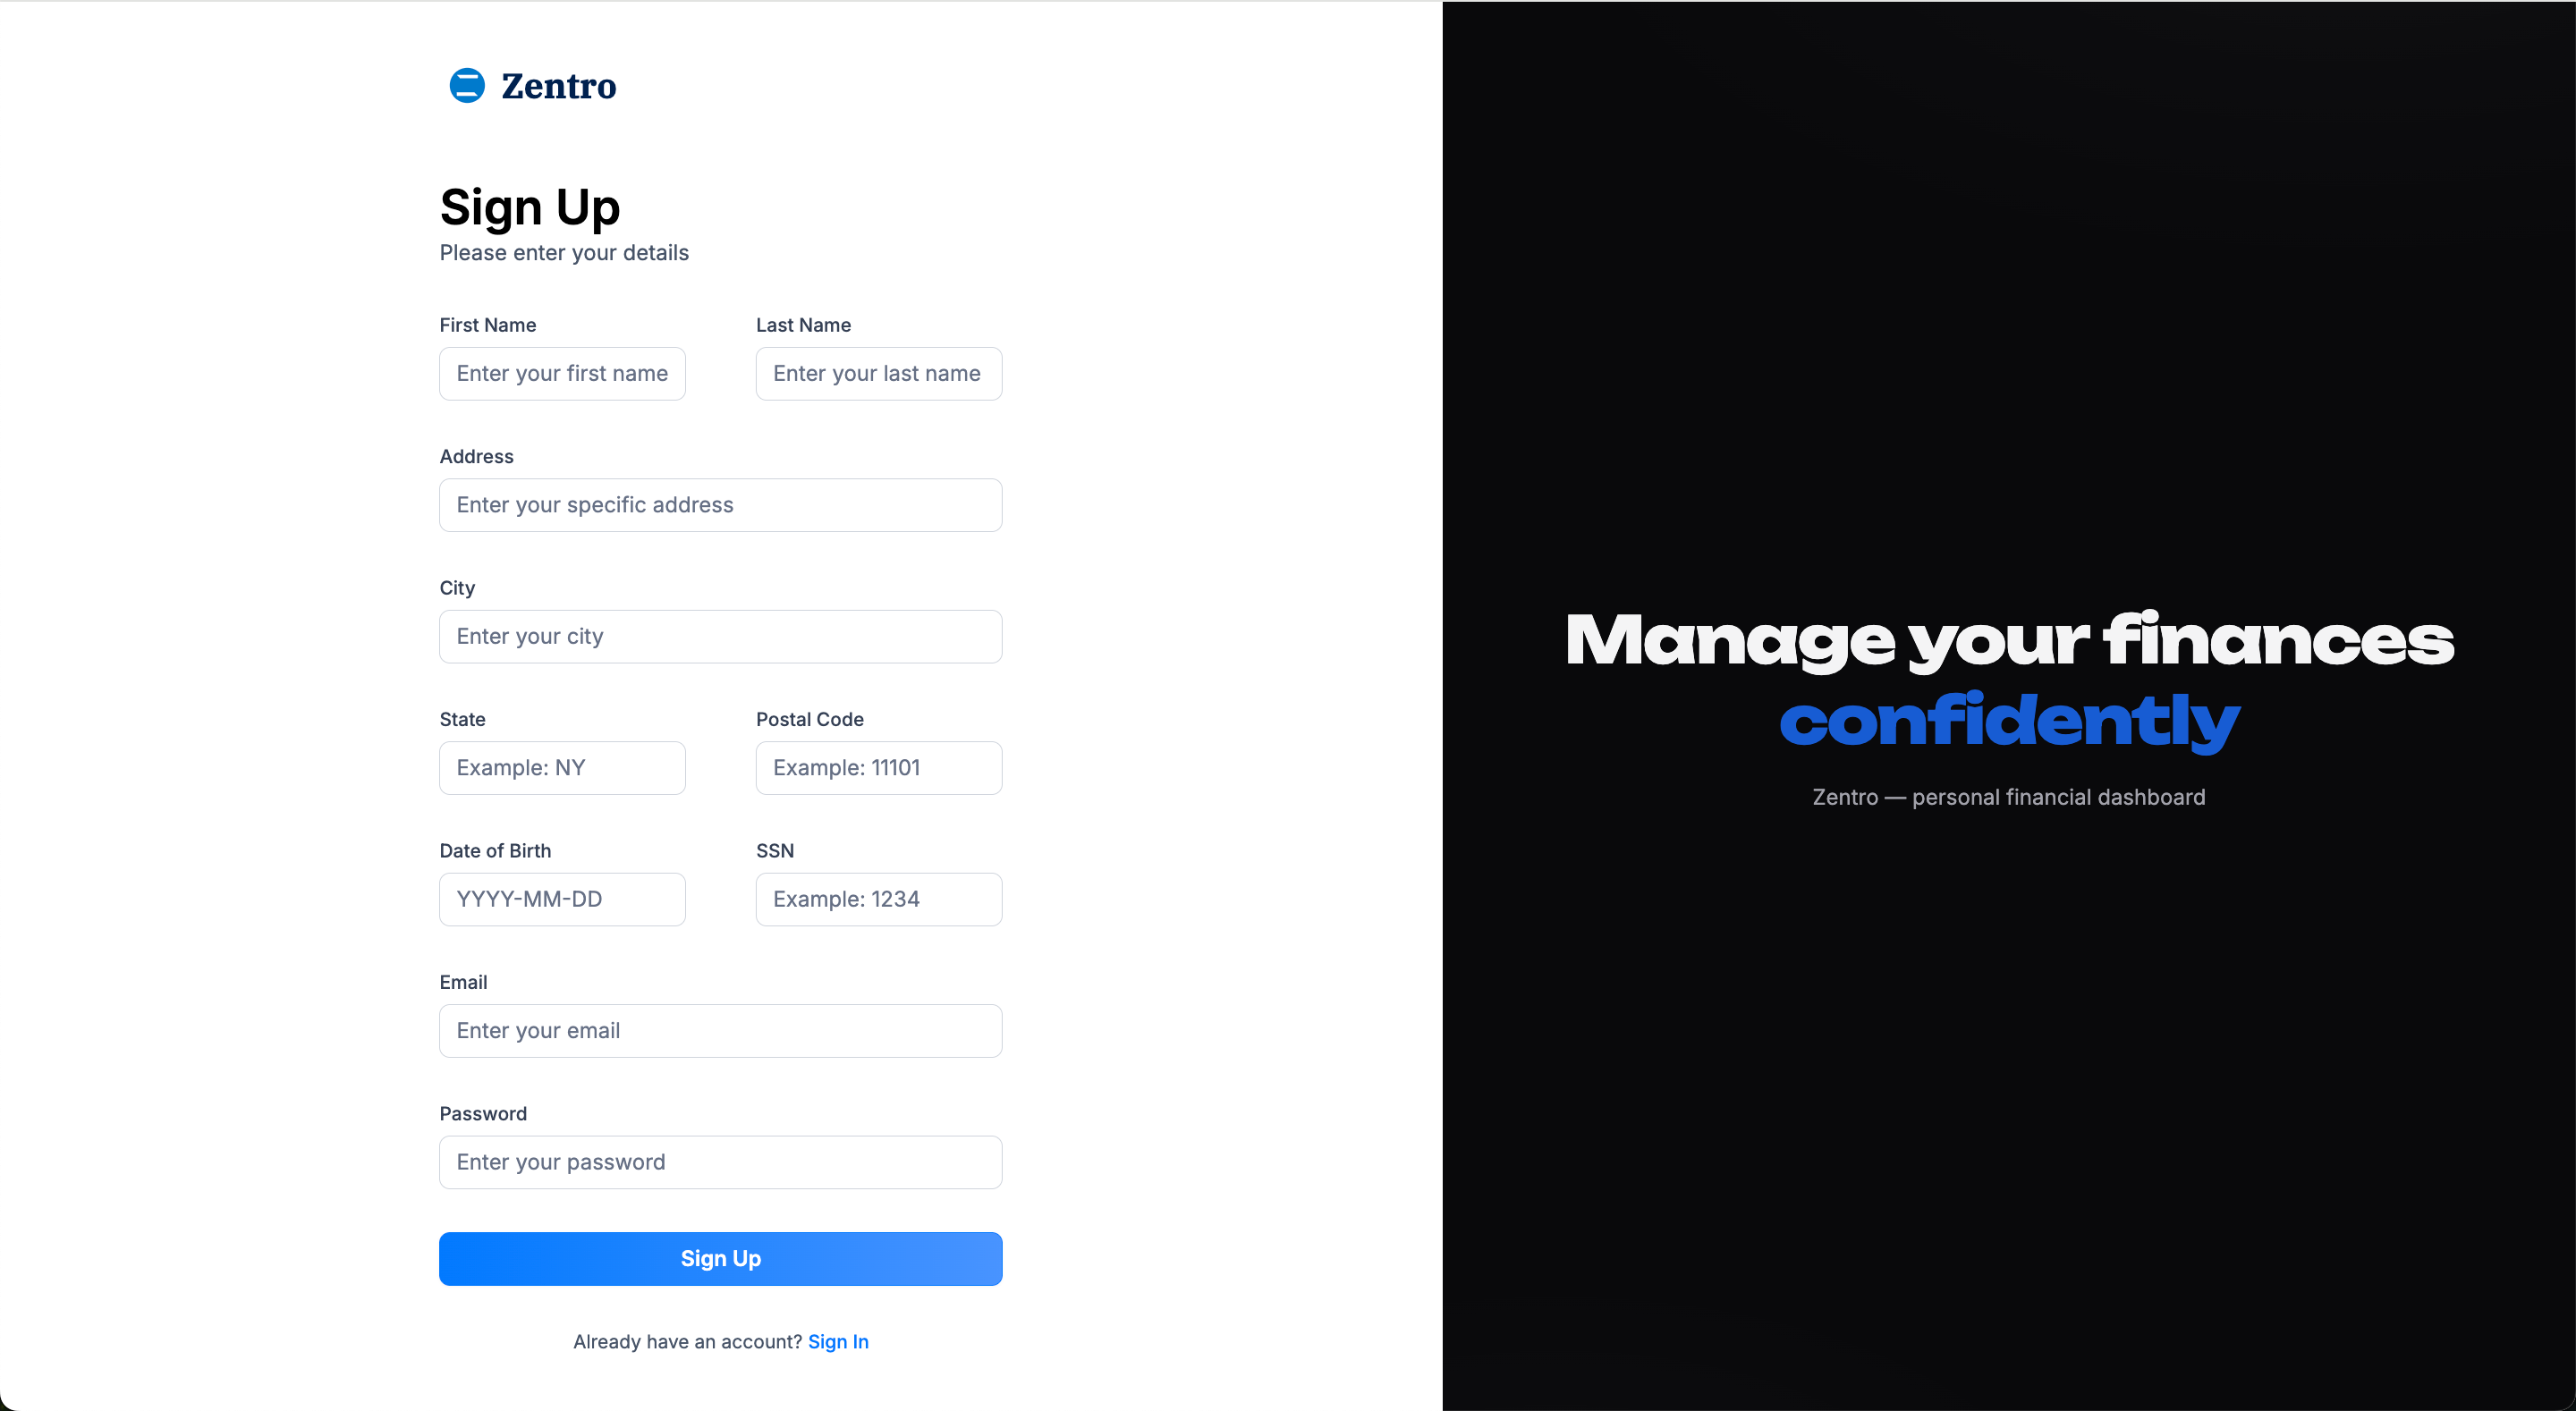 Zentro
Sign Up
Please enter your details
First Name
Last Name
Enter your first name
Enter your last name
Address
Enter your specific address
City
Enter your city
State
Postal Code
Example: NY
Example: 11101
Date of Birth
SSN
YYYY-MM-DD
Example: 1234
Email
Enter your email
Password
Enter your password
Sign Up
Already have an account? Sign In
Manage your finances
confidently
Zentro — personal financial dashboard